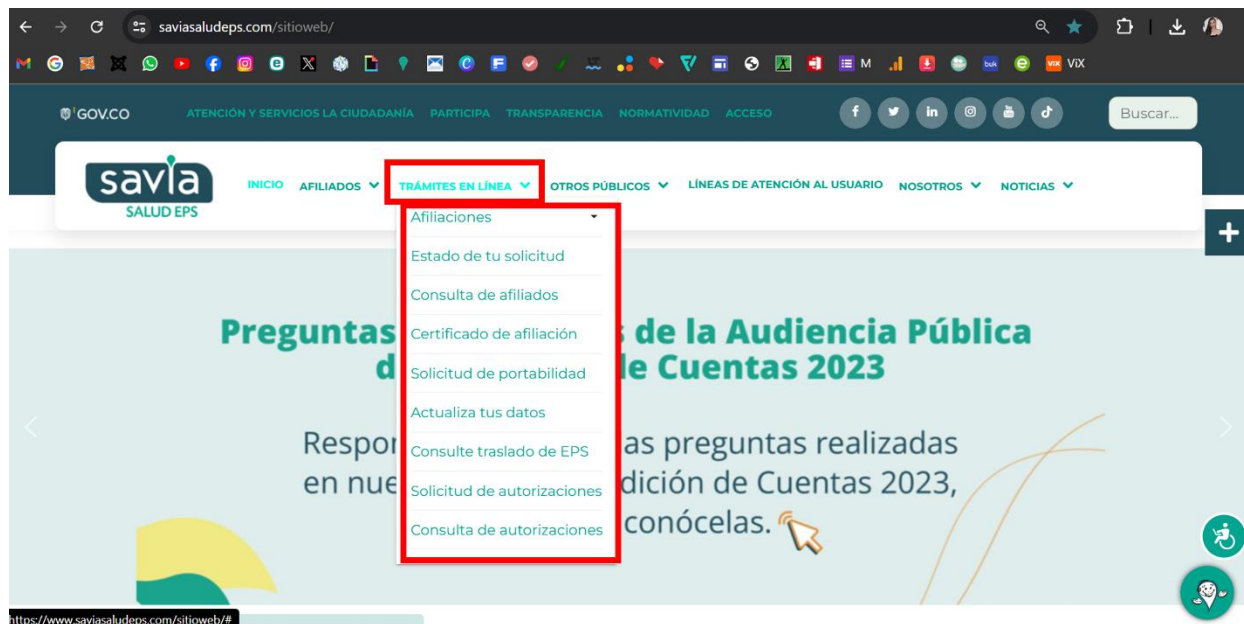 saviasaludeps.com/sitioweb/
M
ViX
GOV.CO
ATENCIÓN Y SERVICIOS LA CIUDADANÍA PARTICIPA TRANSPARENCIA NORMATIVIDAD ACCESO
Buscar...
savia
SALUD EPS
INICIO AFILIADOS TRÁMITES EN LÍNEA OTROS PÚBLICOS LÍNEAS DE ATENCIÓN AL USUARIO NOSOTROS NOTICIAS
Afiliaciones
Estado de tu solicitud
Consulta de afiliados
Certificado de afiliación
Solicitud de portabilidad
Actualiza tus datos
Consulte traslado de EPS
Solicitud de autorizaciones
Consulta de autorizaciones
Preguntas de la Audiencia Pública
de Cuentas 2023
as preguntas realizadas
en nue dición de Cuentas 2023,
conócelas.
https://www.saviasaludeps.com/sitioweb/#